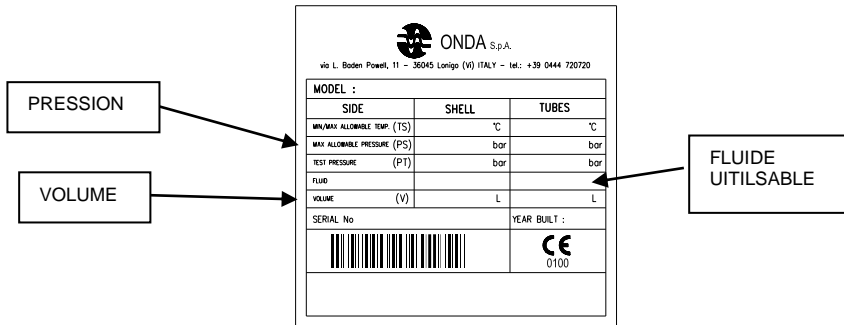 ONDA S.p.A.
via L. Baden Powell, 11 - 36045 Lonigo (Vi) ITALY - tel.: +39 0444 720720
MODEL :
SIDE SHELL TUBES
MIN/MAX ALLOWABLE TEMP. (TS) °C °C
MAX ALLOWABLE PRESSURE (PS) bar bar
TEST PRESSURE (PT) bar bar
FLUID
VOLUME (V) L L
SERIAL No YEAR BUILT :
CE
0100
PRESSION
VOLUME
FLUIDE
UITILSABLE